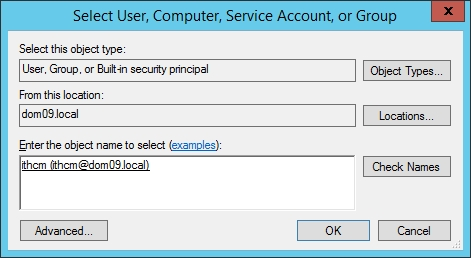 Select User, Computer, Service Account, or Group
x
Select this object type:
User, Group, or Built-in security principal
Object Types...
From this location:
dom09.local
Locations...
Enter the object name to select (examples):
ithcm (ithcm@dom09.local)
Check Names
Advanced...
OK
Cancel